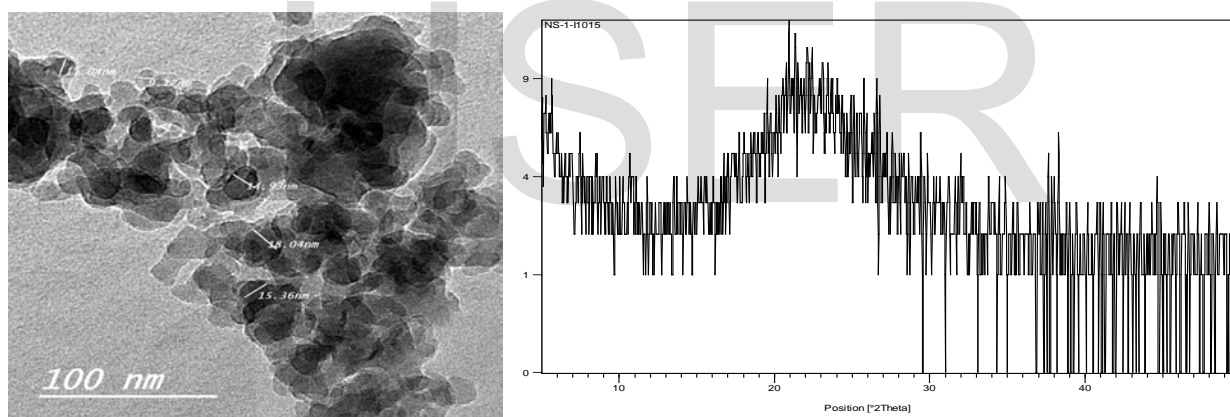 IJSER
14.93nm
18.04nm
15.36nm
100 nm
NS-1-I1015
9
4
1
0
10 20 30 40
Position [°2Theta]